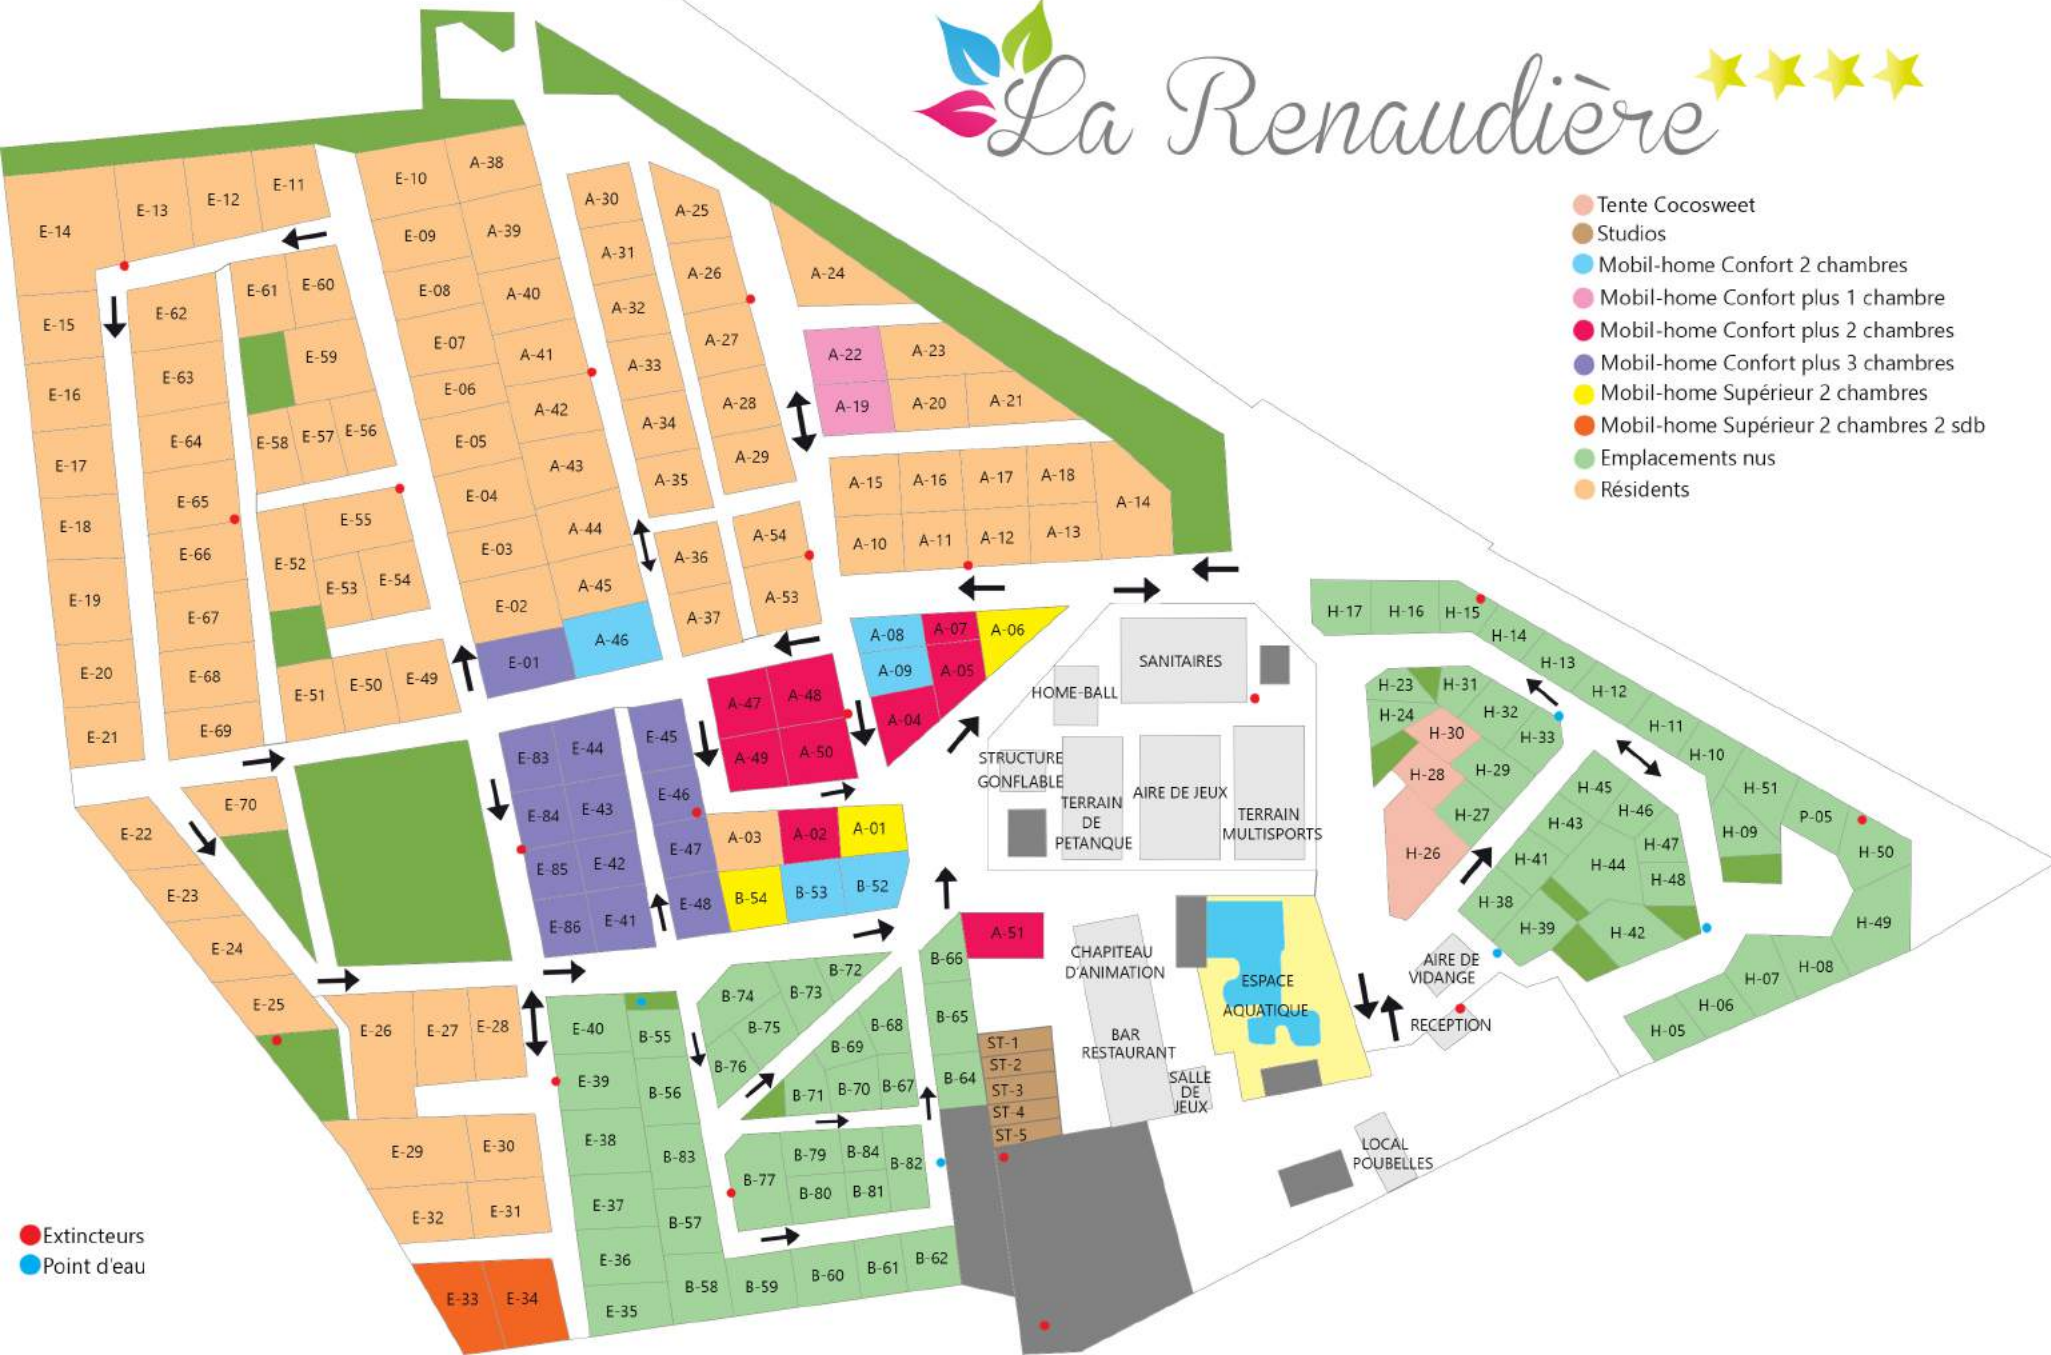 La Renaudière
Tente Cocosweet
Studios
Mobil-home Confort 2 chambres
Mobil-home Confort plus 1 chambre
Mobil-home Confort plus 2 chambres
Mobil-home Confort plus 3 chambres
Mobil-home Supérieur 2 chambres
Mobil-home Supérieur 2 chambres 2 sdb
Emplacements nus
Résidents
E-14
E-13
E-12
E-11
E-10
A-38
E-15
E-16
E-17
E-18
E-19
E-20
E-21
E-62
E-63
E-64
E-65
E-66
E-67
E-68
E-69
E-61
E-60
E-59
E-58
E-57
E-56
E-55
E-52
E-53
E-54
E-51
E-50
E-49
E-09
E-08
E-07
E-06
E-05
E-04
E-03
E-02
E-01
A-39
A-40
A-41
A-42
A-43
A-44
A-45
A-46
A-30
A-31
A-32
A-33
A-34
A-35
A-36
A-37
A-25
A-26
A-27
A-28
A-29
A-54
A-53
A-24
A-22
A-23
A-19
A-20
A-21
A-15
A-16
A-17
A-18
A-14
A-10
A-11
A-12
A-13
A-08
A-07
A-06
A-09
A-05
A-04
A-47
A-48
A-49
A-50
E-83
E-44
E-45
E-84
E-43
E-46
E-85
E-42
E-47
E-86
E-41
E-48
A-03
A-02
A-01
B-54
B-53
B-52
A-51
E-70
E-22
E-23
E-24
E-25
E-26
E-27
E-28
E-29
E-30
E-32
E-31
E-33
E-34
E-40
E-39
E-38
E-37
E-36
E-35
B-55
B-56
B-83
B-57
B-58
B-59
B-60
B-61
B-62
B-72
B-74
B-73
B-75
B-76
B-68
B-69
B-71
B-70
B-67
B-77
B-79
B-84
B-82
B-80
B-81
B-66
B-65
B-64
ST-1
ST-2
ST-3
ST-4
ST-5
SANITAIRES
HOME-BALL
STRUCTURE
GONFLABLE
TERRAIN
DE
PETANQUE
AIRE DE JEUX
TERRAIN
MULTISPORTS
CHAPITEAU
D'ANIMATION
BAR
RESTAURANT
SALLE
DE
JEUX
ESPACE
AQUATIQUE
AIRE DE
VIDANGE
RECEPTION
LOCAL
POUBELLES
H-17
H-16
H-15
H-14
H-13
H-12
H-11
H-10
H-51
H-09
P-05
H-50
H-49
H-08
H-07
H-06
H-05
H-23
H-31
H-24
H-32
H-30
H-33
H-28
H-29
H-27
H-26
H-45
H-46
H-43
H-47
H-41
H-44
H-48
H-38
H-39
H-42
Extincteurs
Point d'eau